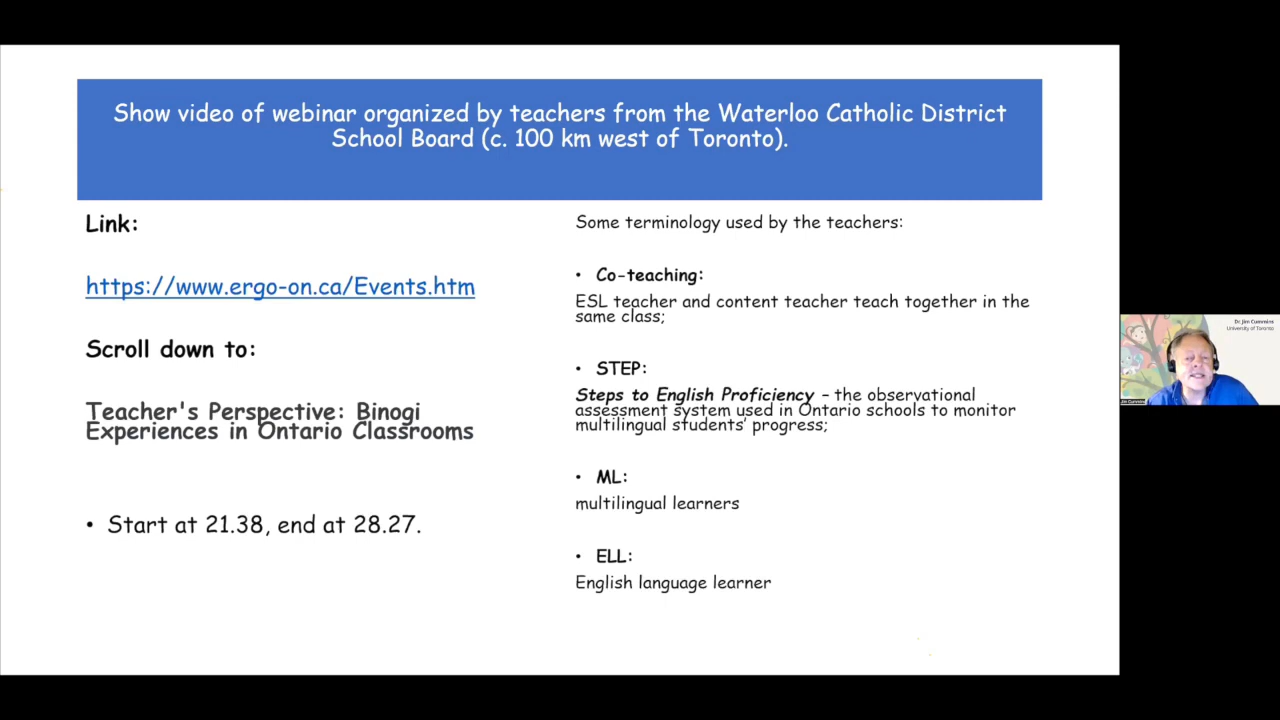 Show video of webinar organized by teachers from the Waterloo Catholic District
School Board (c. 100 km west of Toronto).
Link:
https://www.ergo-on.ca/Events.htm
Scroll down to:
Teacher's Perspective: Binogi
Experiences in Ontario Classrooms
• Start at 21.38, end at 28.27.
Some terminology used by the teachers:
• Co-teaching:
ESL teacher and content teacher teach together in the
same class;
• STEP:
Steps to English Proficiency – the observational
assessment system used in Ontario schools to monitor
multilingual students' progress;
• ML:
multilingual learners
• ELL:
English language learner
Dr. Jim Cummins
University of Toronto
Jim Cummins